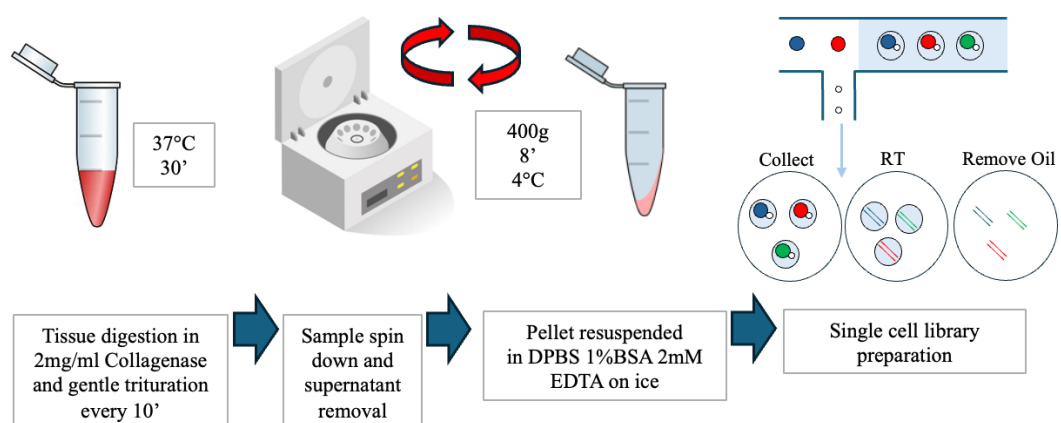 37°C
30’
400g
8’
4°C
Collect
RT
Remove Oil
Tissue digestion in
2mg/ml Collagenase
and gentle trituration
every 10’
Sample spin
down and
supernatant
removal
Pellet resuspended
in DPBS 1%BSA 2mM
EDTA on ice
Single cell library
preparation